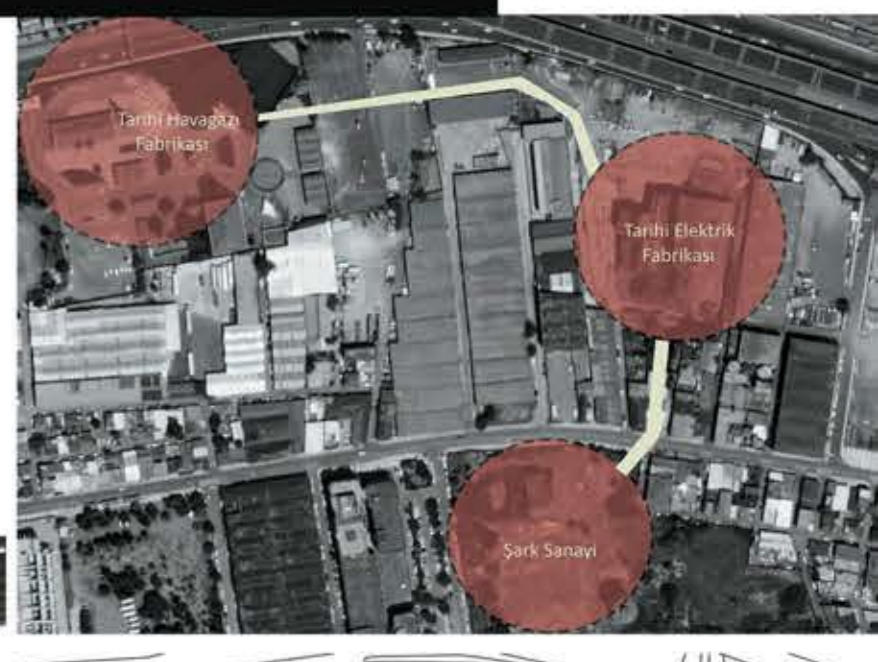 Tarihi Havagazı
Fabrikası
Tarihi Elektrik
Fabrikası
Şark Sanayi